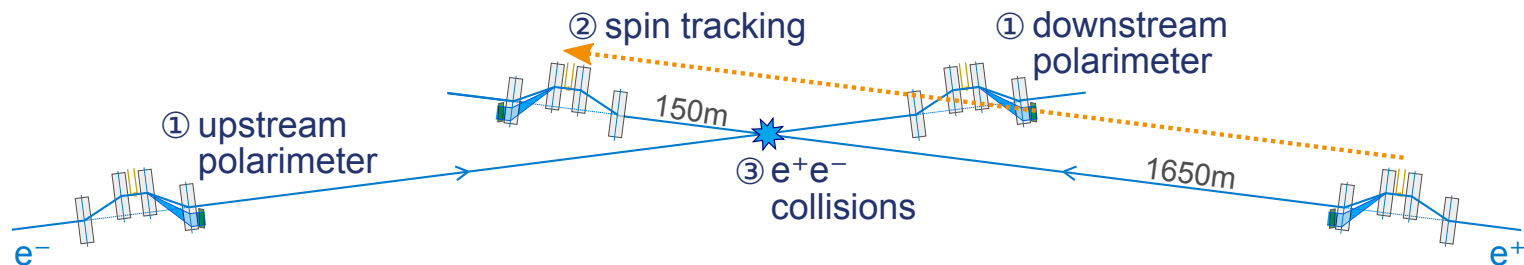 ② spin tracking
① downstream
polarimeter
150m
① upstream
polarimeter
③ e⁺e⁻
collisions
1650m
e⁻
e⁺